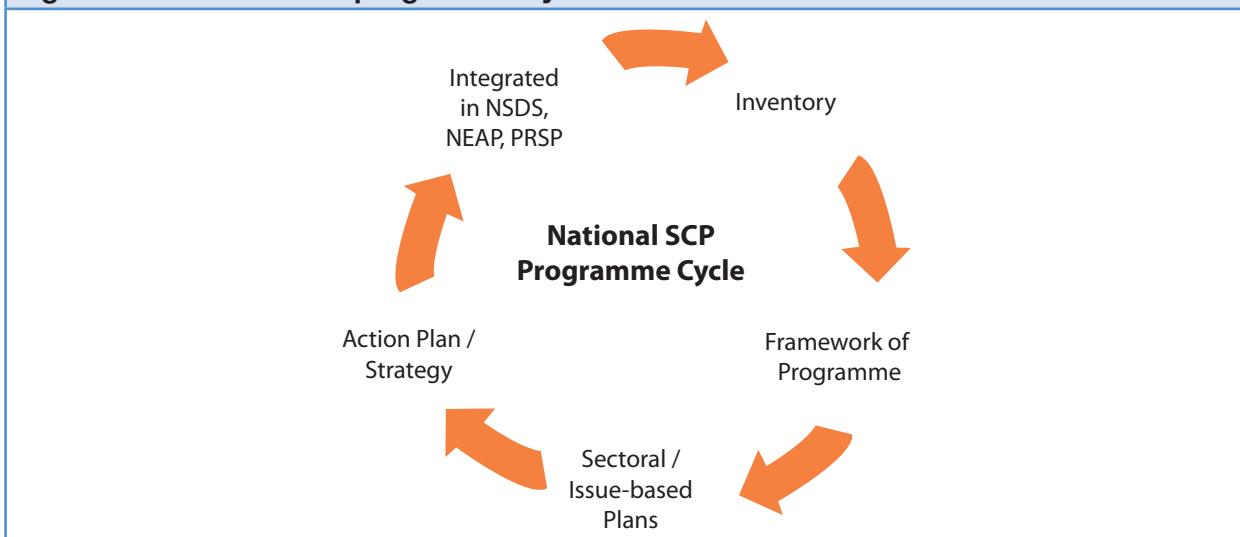 Integrated
in NSDS,
NEAP, PRSP
Inventory
National SCP
Programme Cycle
Action Plan /
Strategy
Framework of
Programme
Sectoral /
Issue-based
Plans